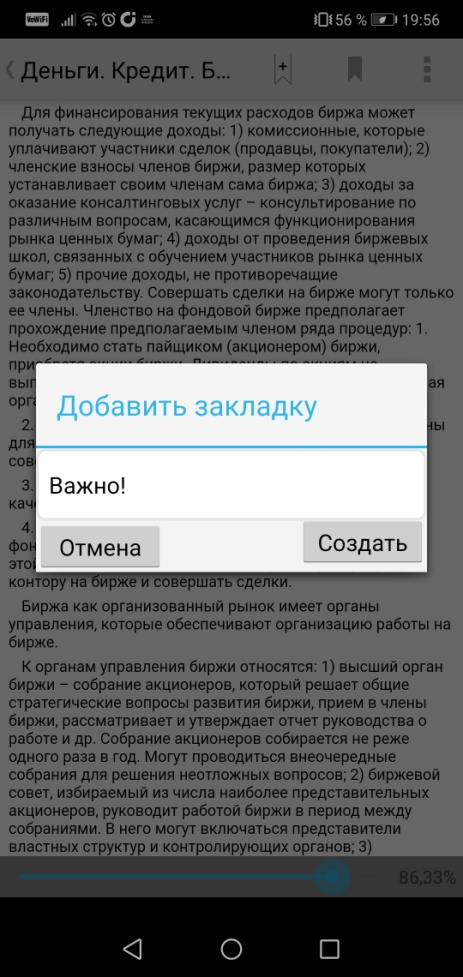 VoWiFi 56 % 19:56
Деньги. Кредит. Б...
Для финансирования текущих расходов биржа может
получать следующие доходы: 1) комиссионные, которые
уплачивают участники сделок (продавцы, покупатели); 2)
членские взносы членов биржи, размер которых
устанавливает своим членам сама биржа; 3) доходы за
оказание консалтинговых услуг – консультирование по
различным вопросам, касающимся функционирования
рынка ценных бумаг; 4) доходы от проведения биржевых
школ, связанных с обучением участников рынка ценных
бумаг; 5) прочие доходы, не противоречащие
законодательству. Совершать сделки на бирже могут только
ее члены. Членство на фондовой бирже предполагает
прохождение предполагаемым членом ряда процедур: 1.
Необходимо стать пайщиком (акционером) биржи,
Добавить закладку
2.
для
Важно!
3.
4.
Отмена
Создать
контору на бирже и совершать сделки.
Биржа как организованный рынок имеет органы
управления, которые обеспечивают организацию работы на
бирже.
К органам управления биржи относятся: 1) высший орган
биржи – собрание акционеров, который решает общие
стратегические вопросы развития биржи, прием в члены
биржи, рассматривает и утверждает отчет руководства о
работе и др. Собрание акционеров собирается не реже
одного раза в год. Могут проводиться внеочередные
собрания для решения неотложных вопросов; 2) биржевой
совет, избираемый из числа наиболее представительных
акционеров, руководит работой биржи в период между
собраниями. В него могут включаться представители
властных структур и контролирующих органов; 3)
86,33%